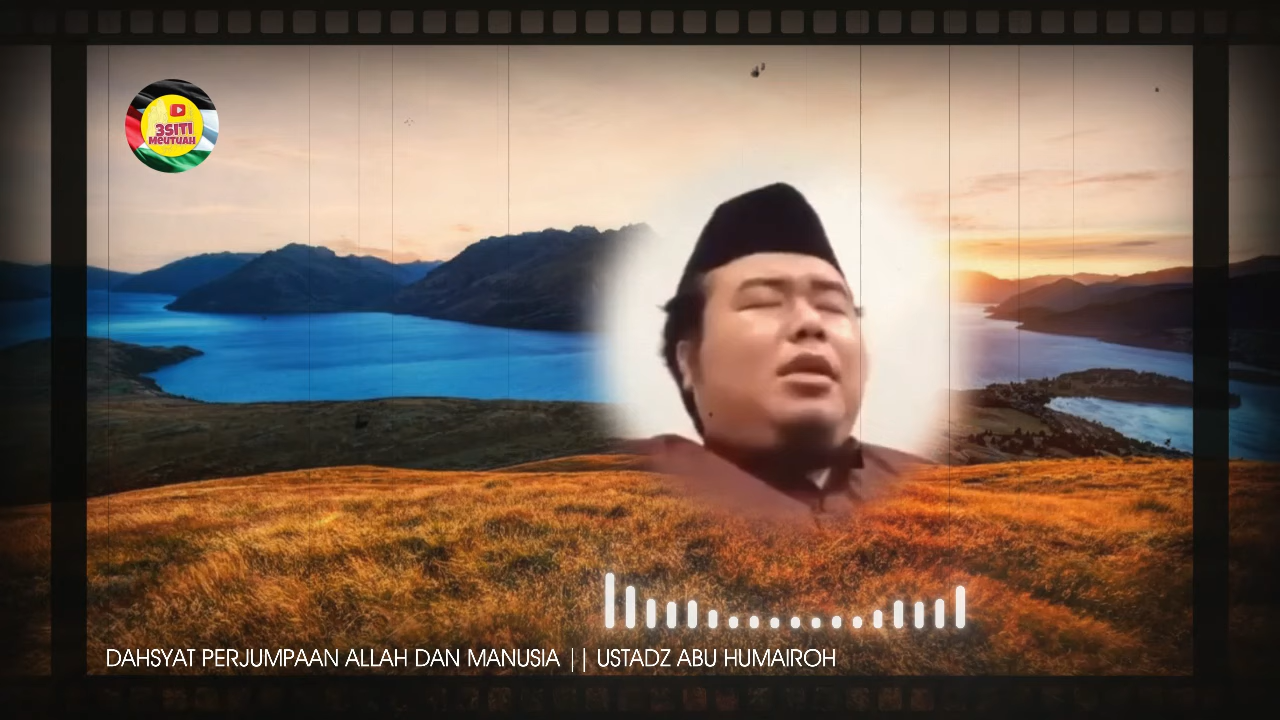 3SITI
MEUTUAH
DAHSYAT PERJUMPAAN ALLAH DAN MANUSIA || USTADZ ABU HUMAIROH